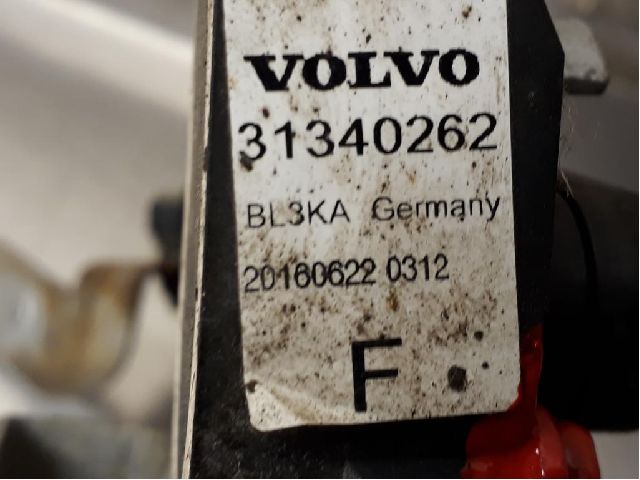 VOLVO
31340262
BL3KA Germany
20160622 0312
F